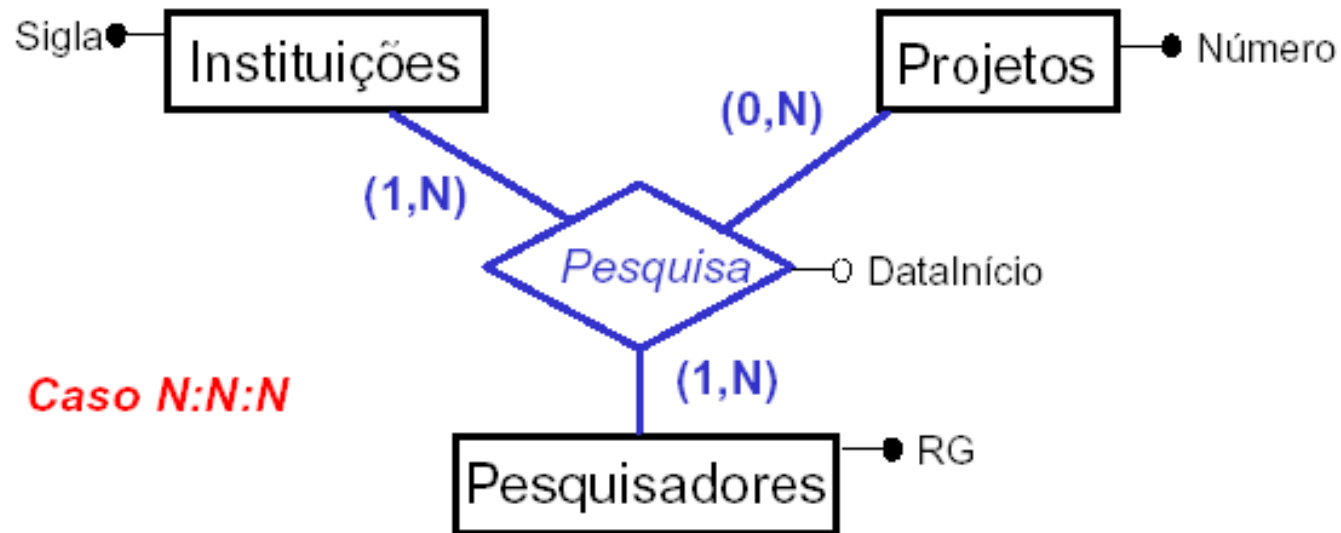 Sigla
Instituições
Projetos
Número
(0,N)
(1,N)
Pesquisa
DataInício
(1,N)
Caso N:N:N
RG
Pesquisadores